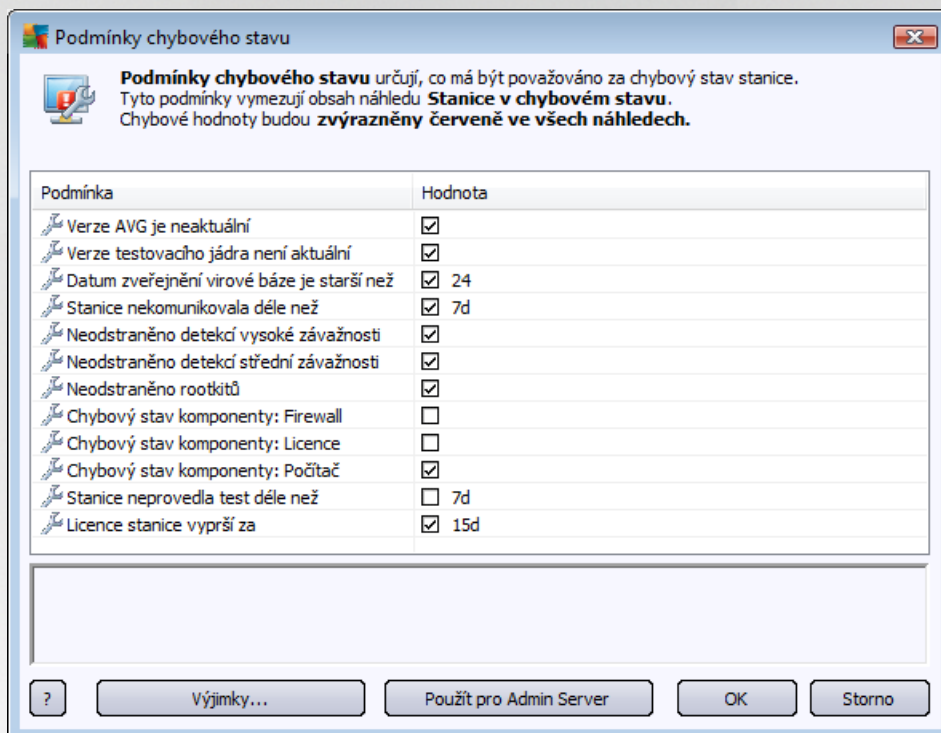 Podmínky chybového stavu
Podmínky chybového stavu určují, co má být považováno za chybový stav stanice.
Tyto podmínky vymezují obsah náhledu Stanice v chybovém stavu.
Chybové hodnoty budou zvýrazněny červeně ve všech náhledech.
Podmínka Hodnota
Verze AVG je neaktuální
Verze testovacího jádra není aktuální
Datum zveřejnění virové báze je starší než 24
Stanice nekomunikovala déle než 7d
Neodstraněno detekcí vysoké závažnosti
Neodstraněno detekcí střední závažnosti
Neodstraněno rootkitů
Chybový stav komponenty: Firewall
Chybový stav komponenty: Licence
Chybový stav komponenty: Počítač
Stanice neprovedla test déle než 7d
Licence stanice vyprší za 15d
? Výjimky... Použít pro Admin Server OK Storno